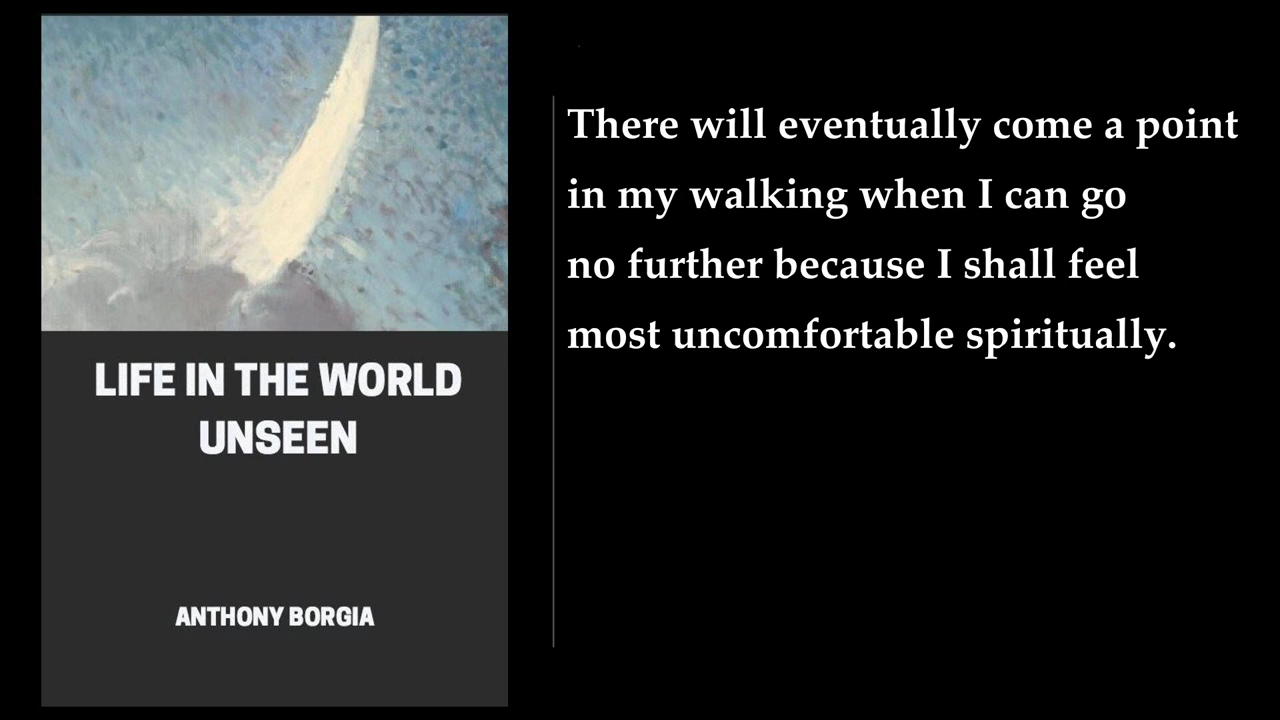 LIFE IN THE WORLD
UNSEEN
ANTHONY BORGIA
There will eventually come a point
in my walking when I can go
no further because I shall feel
most uncomfortable spiritually.